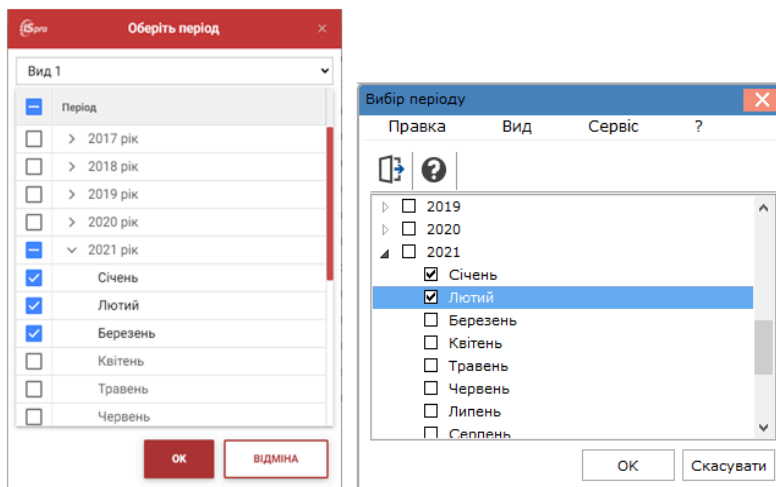 iSpro
Оберіть період
Вид 1
Період
2017 рік
2018 рік
2019 рік
2020 рік
2021 рік
Січень
Лютий
Березень
Квітень
Травень
Червень
ОК
ВІДМІНА
Вибір періоду
Правка Вид Сервіс ?
2019
2020
2021
Січень
Лютий
Березень
Квітень
Травень
Червень
Липень
Серпень
OK Скасувати